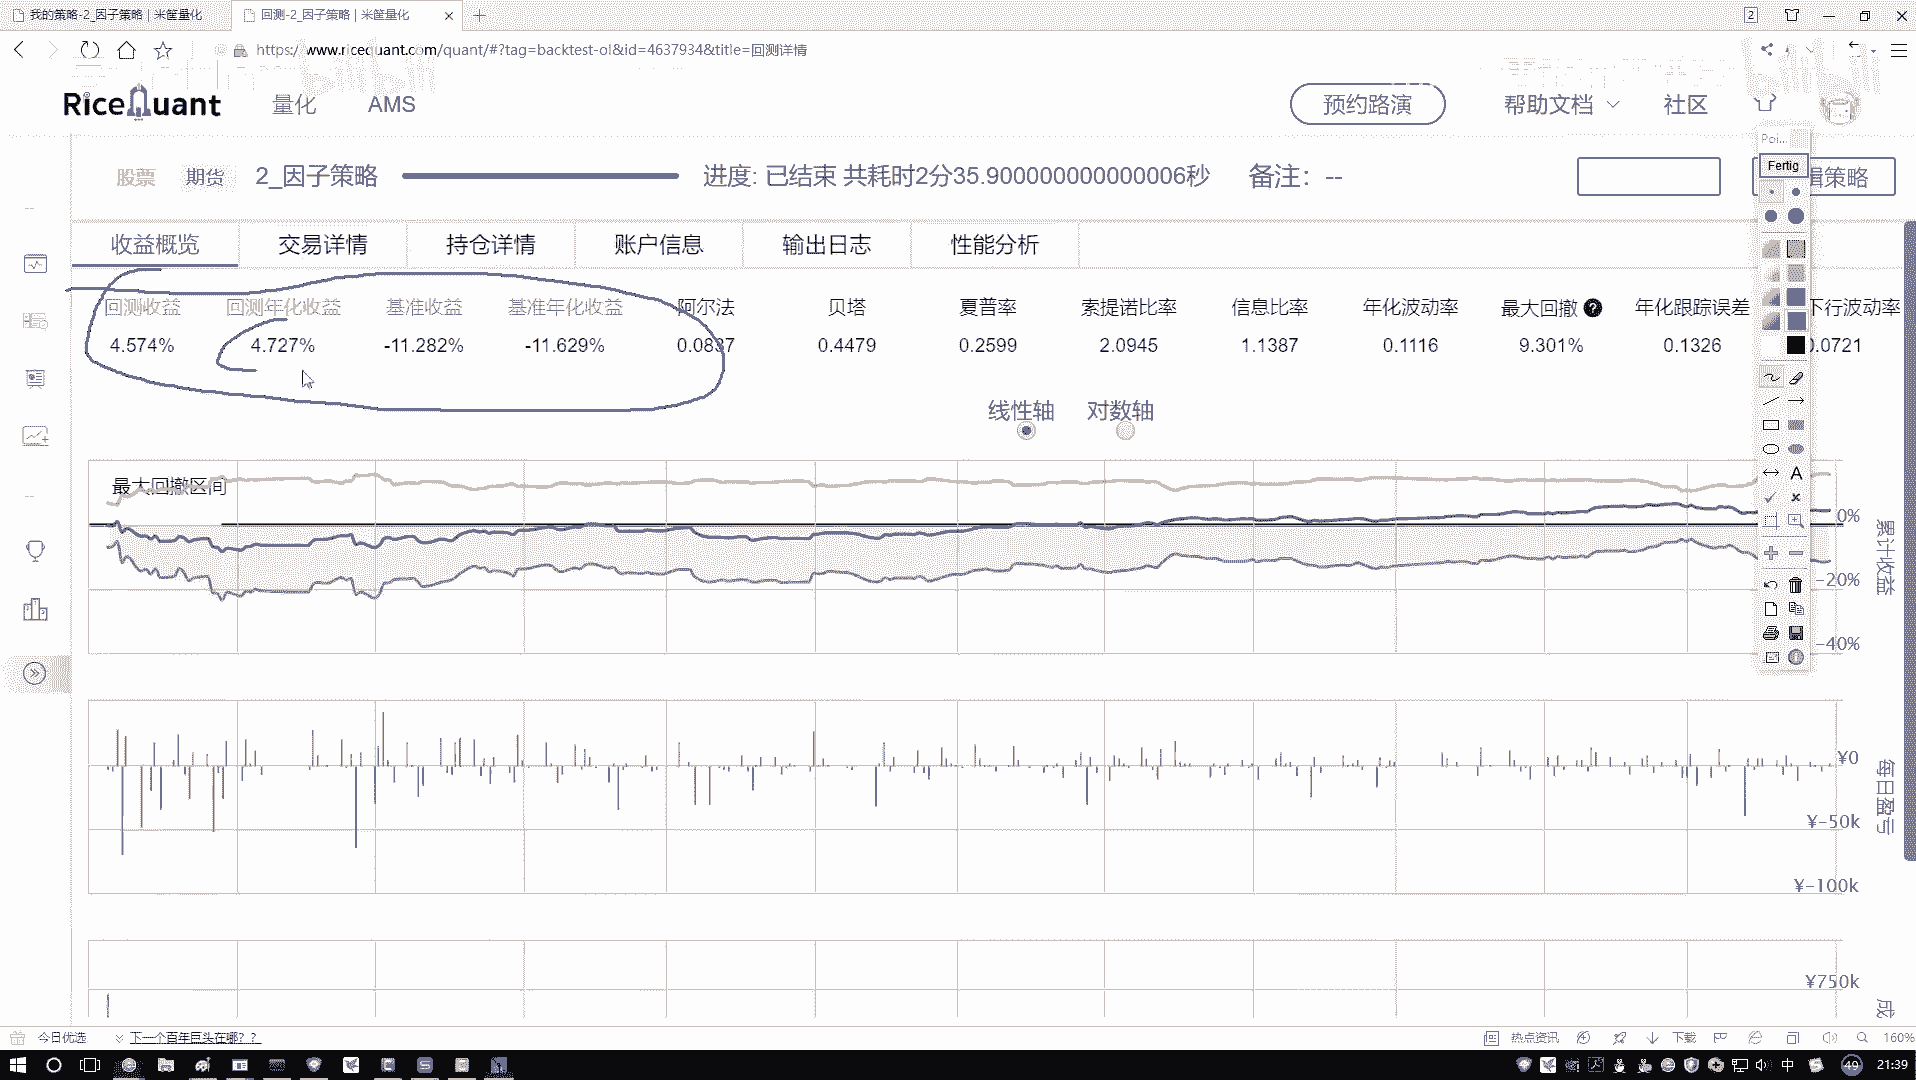 我的策略-2_因子策略 | 米筐量化
回测-2_因子策略 | 米筐量化
2
https://www.ricequant.com/quant/#?tag=backtest-ol&id=4637934&title=回测详情
bilibili
RiceQuant
量化
AMS
预约路演
帮助文档
社区
Poi...
Fertig
股票
期货
2_因子策略
进度: 已结束 共耗时2分35.900000000000006秒
备注：--
辑策略
收益概览
交易详情
持仓详情
账户信息
输出日志
性能分析
回测收益 回测年化收益 基准收益 基准年化收益 阿尔法 贝塔 夏普率 索提诺比率 信息比率 年化波动率 最大回撤 年化跟踪误差 下行波动率
4.574% 4.727% -11.282% -11.629% 0.0837 0.4479 0.2599 2.0945 1.1387 0.1116 9.301% 0.1326 0.0721
线性轴 对数轴
最大回撤区间
0%
-20%
-40%
累计收益
¥0
¥-50k
¥-100k
每日盈亏
¥750k
成
今日优选
下一个百年巨头在哪？？
热点资讯
下载
160%
中
49
21:39